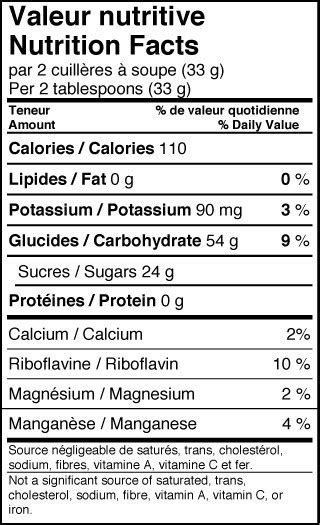 Valeur nutritive
Nutrition Facts
par 2 cuillères à soupe (33 g)
Per 2 tablespoons (33 g)
Teneur % de valeur quotidienne
Amount % Daily Value
Calories / Calories 110
Lipides / Fat 0 g 0 %
Potassium / Potassium 90 mg 3 %
Glucides / Carbohydrate 54 g 9 %
Sucres / Sugars 24 g
Protéines / Protein 0 g
Calcium / Calcium 2%
Riboflavine / Riboflavin 10 %
Magnésium / Magnesium 2 %
Manganèse / Manganese 4 %
Source négligeable de saturés, trans, cholestérol,
sodium, fibres, vitamine A, vitamine C et fer.
Not a significant source of saturated, trans,
cholesterol, sodium, fibre, vitamin A, vitamin C, or
iron.